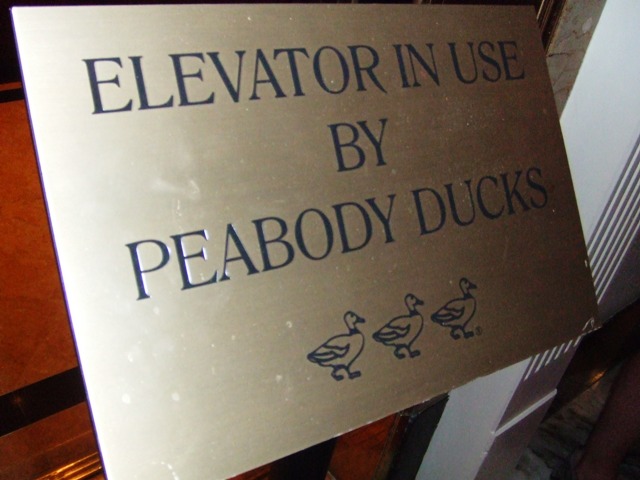 ELEVATOR IN USE
BY
PEABODY DUCKS
®